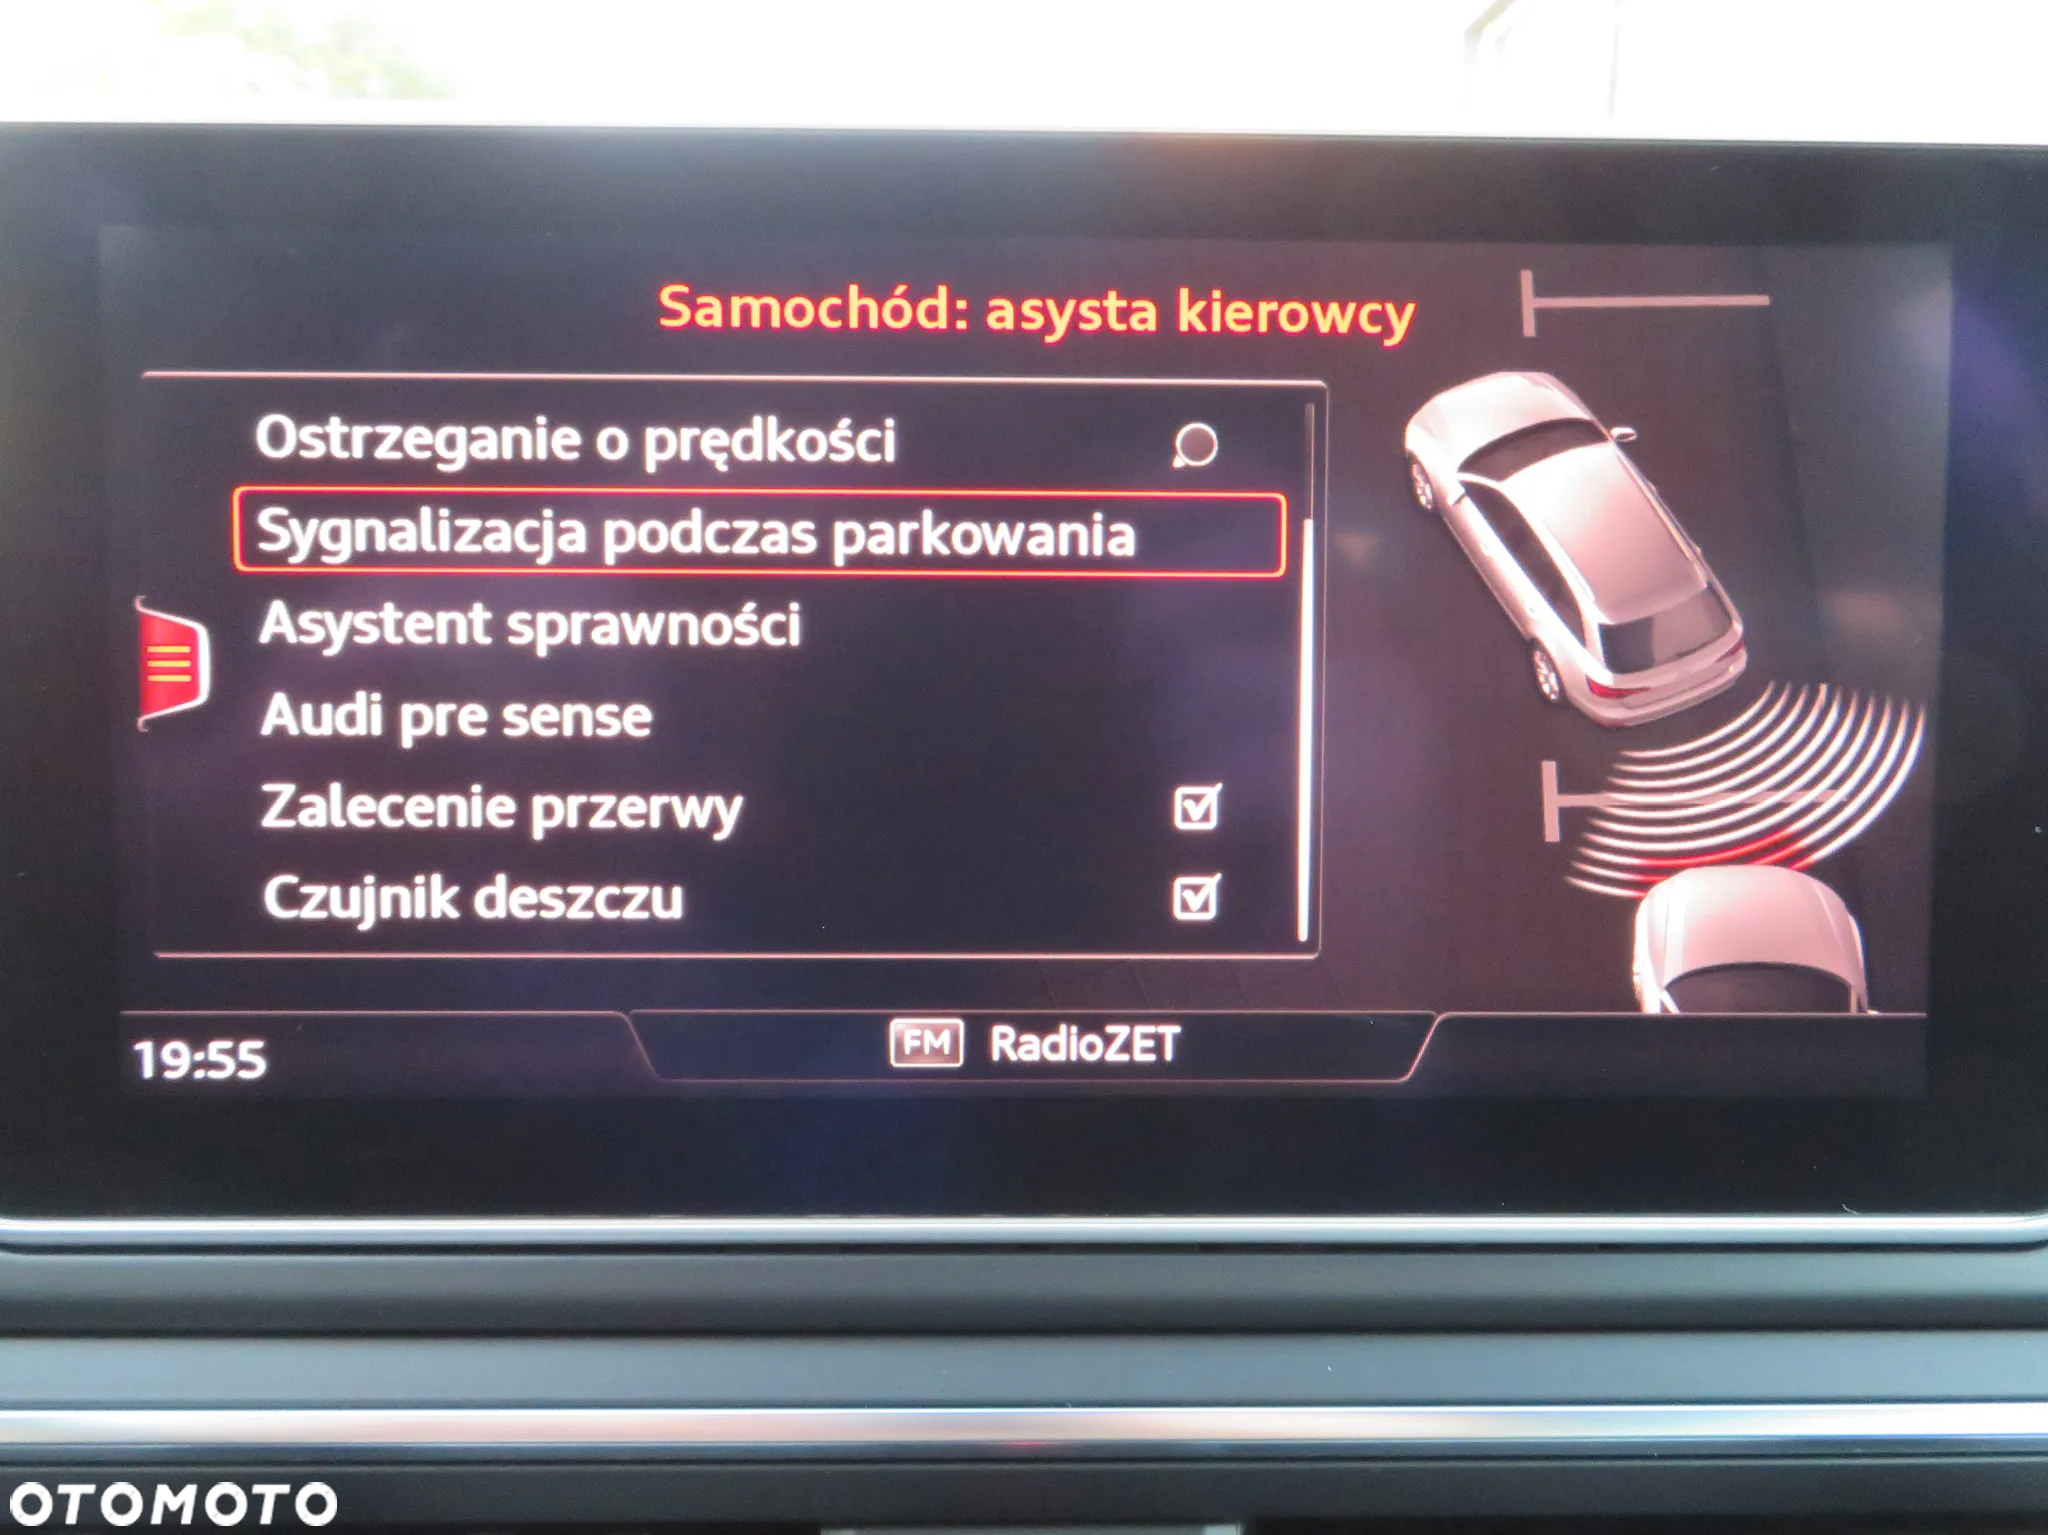 Samochód: asysta kierowcy
Ostrzeganie o prędkości
Sygnalizacja podczas parkowania
Asystent sprawności
Audi pre sense
Zalecenie przerwy
Czujnik deszczu
19:55
FM RadioZET
OTOMOTO